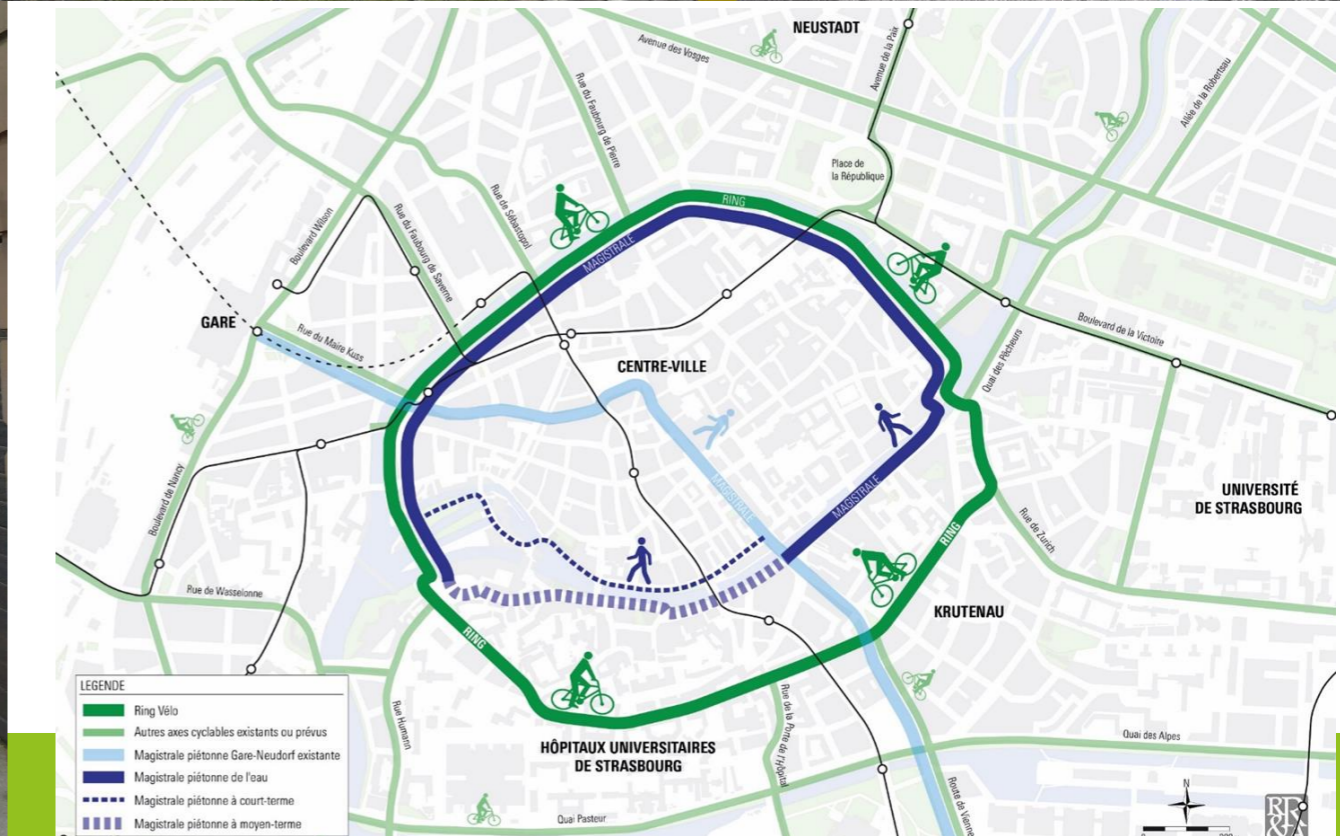 NEUSTADT
Avenue des Vosges
Avenue de la Paix
Allée de la Robertsau
Rue du Faubourg de Pierre
Place de
la République
RING
MAGISTRALE
Rue de Sébastopol
Boulevard Wilson
Rue du Faubourg de Saverne
GARE
Rue du Maire Kuss
CENTRE-VILLE
Quai des Pêcheurs
Boulevard de la Victoire
Boulevard de Nancy
MAGISTRALE
MAGISTRALE
UNIVERSITÉ
DE STRASBOURG
Rue de Zurich
RING
Rue de Wasselonne
KRUTENAU
RING
LEGENDE
Ring Vélo
Autres axes cyclables existants ou prévus
Magistrale piétonne Gare-Neudorf existante
Magistrale piétonne de l'eau
Magistrale piétonne à court-terme
Magistrale piétonne à moyen-terme
Rue Humann
HÔPITAUX UNIVERSITAIRES
DE STRASBOURG
Rue de la Porte de l'Hôpital
Quai des Alpes
Quai Pasteur
Route de Vienne
N